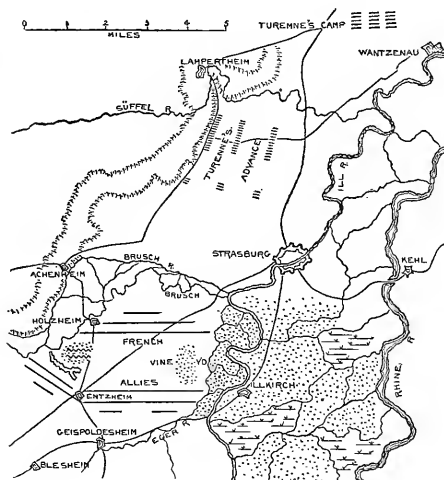 0 1 2 3 4 5
MILES
TURENNE'S CAMP
WANTZENAU
LAMPERTHEIM
SÜFFEL R.
TURENNE'S
ADVANCE
ILL R.
BRUSCH R.
STRASBURG
KEHL
ACHENHEIM
BRUSCH
HOLZHEIM
FRENCH
VINE YD.
RHINE R
ALLIES
ILLKIRCH
ENTZHEIM
GEISPOLDESHEIM
EGER R
BLESHEIM